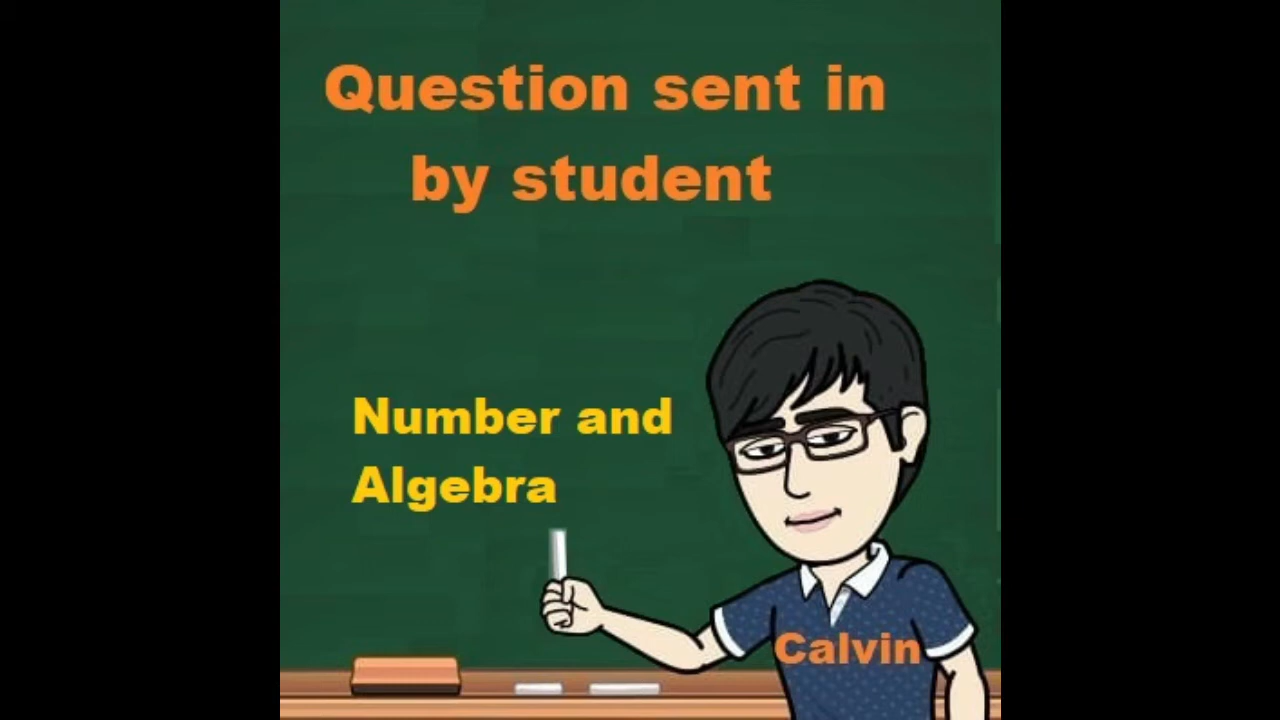 Question sent in
by student
Number and
Algebra
Calvin